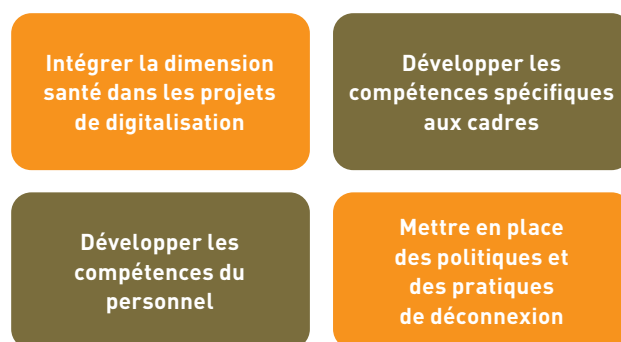 Intégrer la dimension
santé dans les projets
de digitalisation
Développer les
compétences spécifiques
aux cadres
Développer les
compétences du
personnel
Mettre en place
des politiques et
des pratiques
de déconnexion